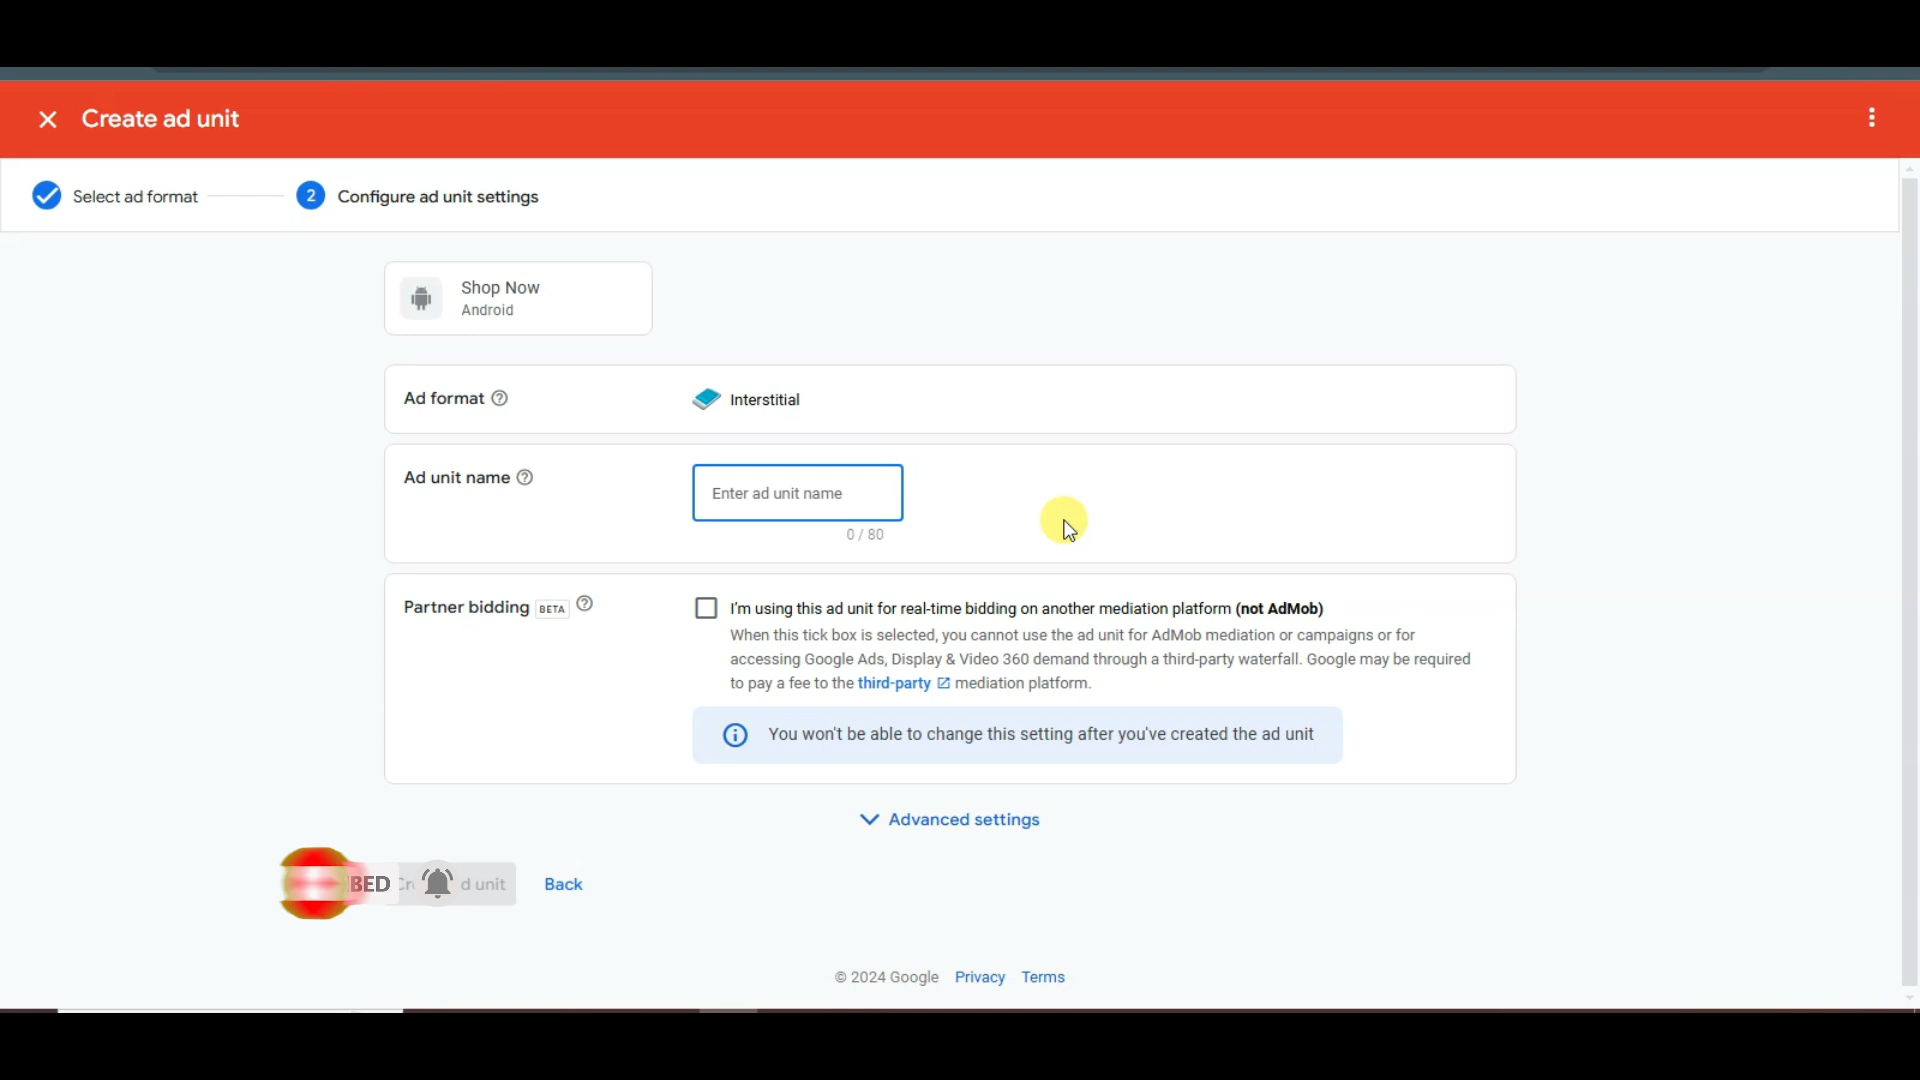 Create ad unit
Select ad format
2 Configure ad unit settings
Shop Now
Android
Ad format
Interstitial
Ad unit name
Enter ad unit name
0 / 80
Partner bidding BETA
I'm using this ad unit for real-time bidding on another mediation platform (not AdMob)
When this tick box is selected, you cannot use the ad unit for AdMob mediation or campaigns or for
accessing Google Ads, Display & Video 360 demand through a third-party waterfall. Google may be required
to pay a fee to the third-party mediation platform.
You won't be able to change this setting after you've created the ad unit
Advanced settings
BED
d unit
Back
© 2024 Google Privacy Terms